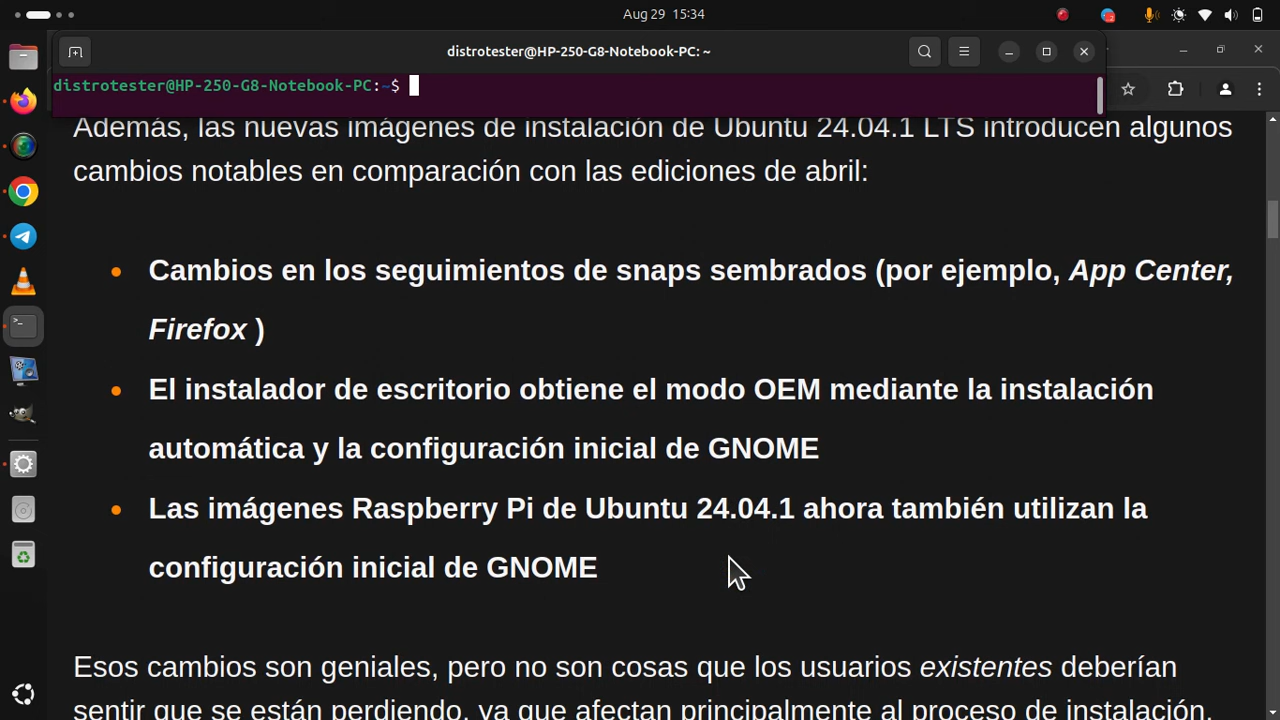 Aug 29 15:34
distrotester@HP-250-G8-Notebook-PC: ~
distrotester@HP-250-G8-Notebook-PC:~$
Además, las nuevas imágenes de instalación de Ubuntu 24.04.1 LTS introducen algunos
cambios notables en comparación con las ediciones de abril:
• Cambios en los seguimientos de snaps sembrados (por ejemplo, App Center,
Firefox )
• El instalador de escritorio obtiene el modo OEM mediante la instalación
automática y la configuración inicial de GNOME
• Las imágenes Raspberry Pi de Ubuntu 24.04.1 ahora también utilizan la
configuración inicial de GNOME
Esos cambios son geniales, pero no son cosas que los usuarios existentes deberían
sentir que se están perdiendo, ya que afectan principalmente al proceso de instalación.